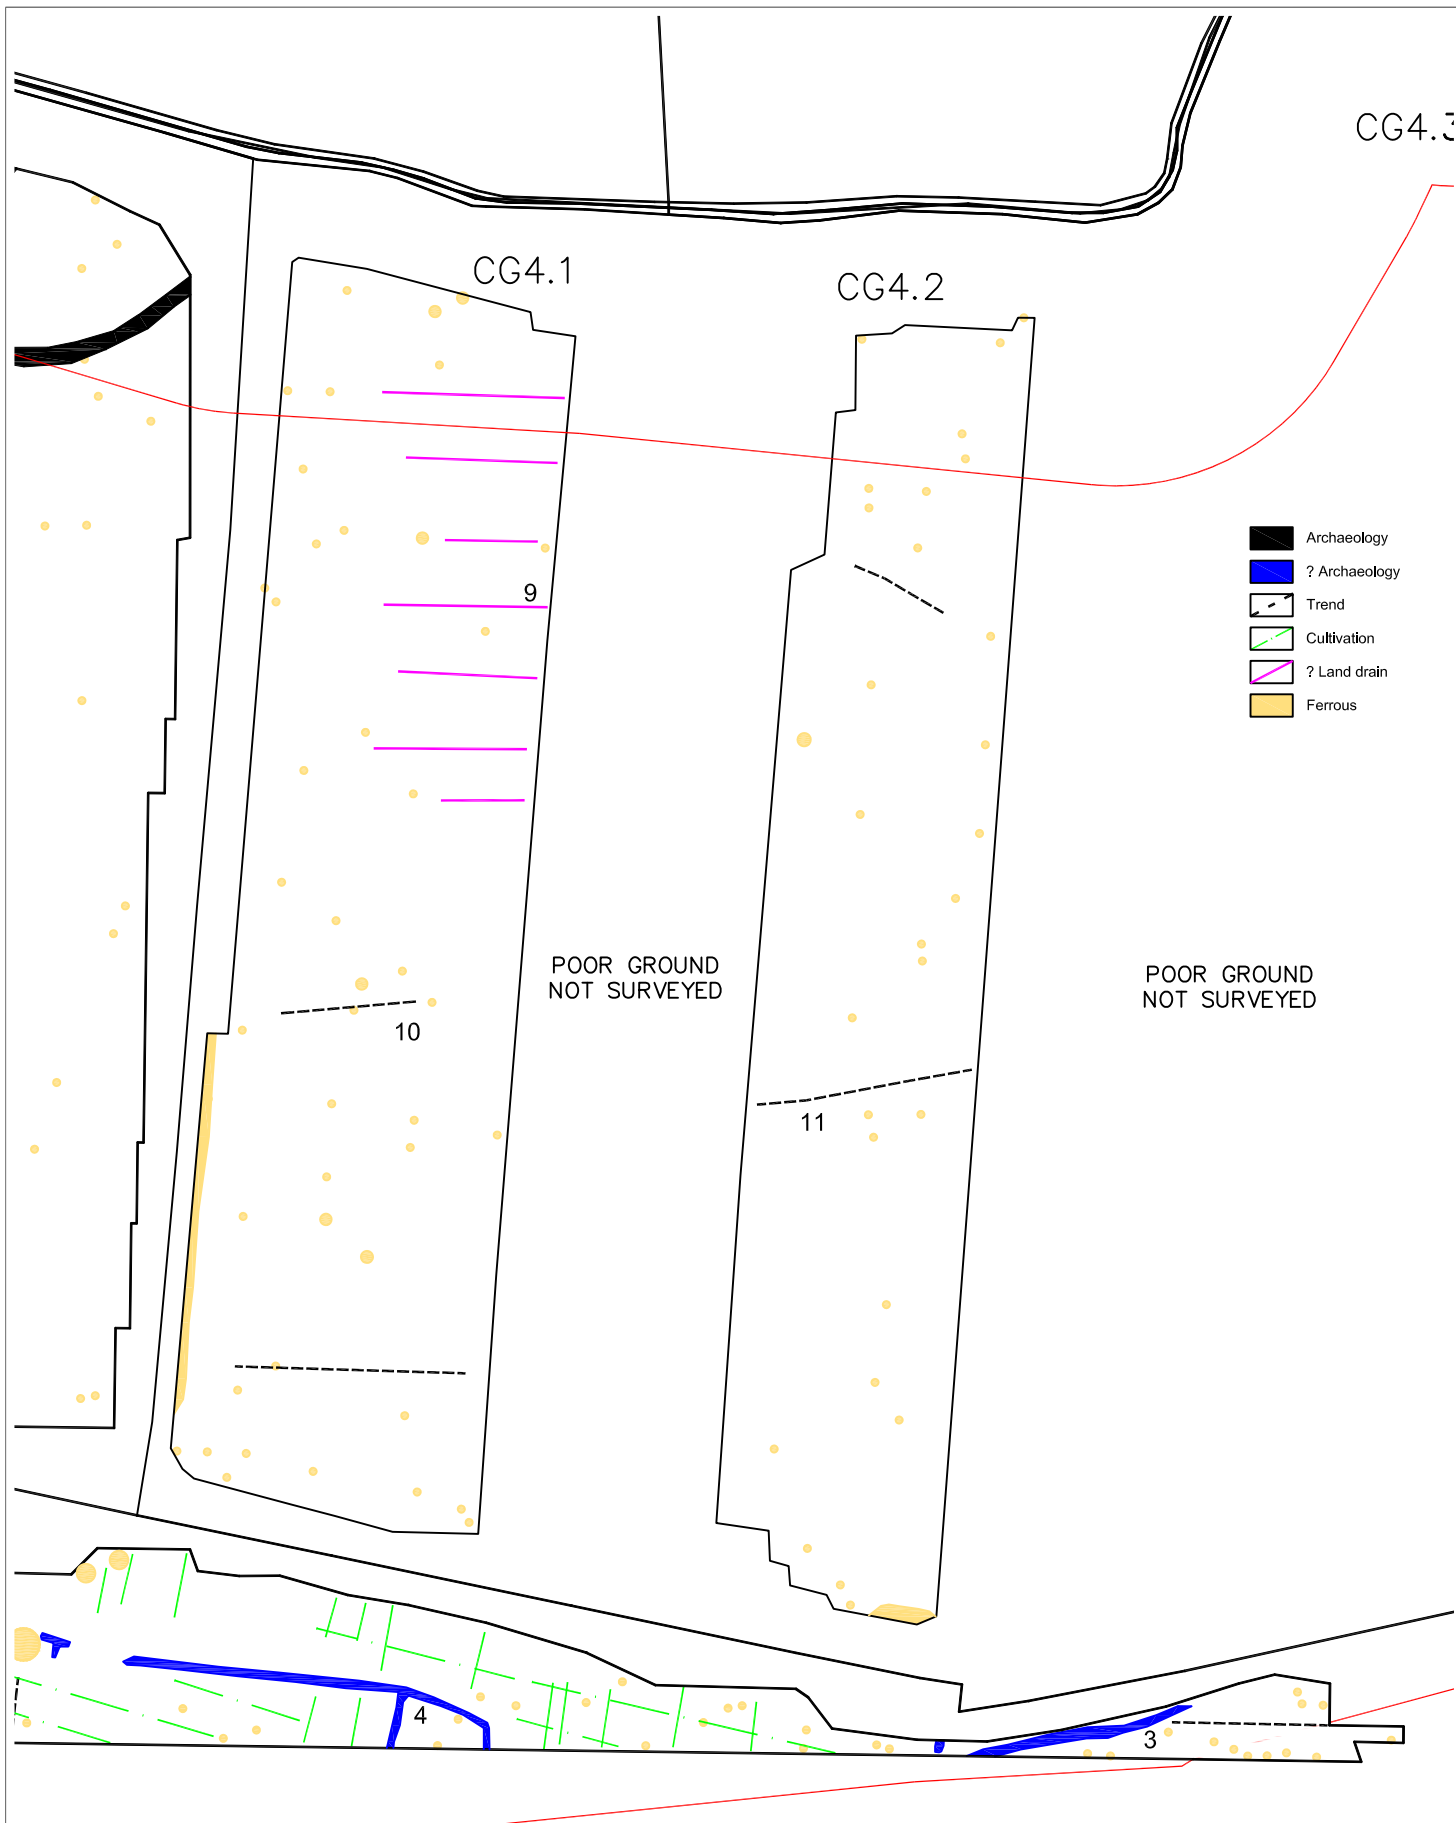 CG4.3
CG4.1
CG4.2
Archaeology
? Archaeology
Trend
Cultivation
? Land drain
Ferrous
9
POOR GROUND
NOT SURVEYED
POOR GROUND
NOT SURVEYED
10
11
4
3